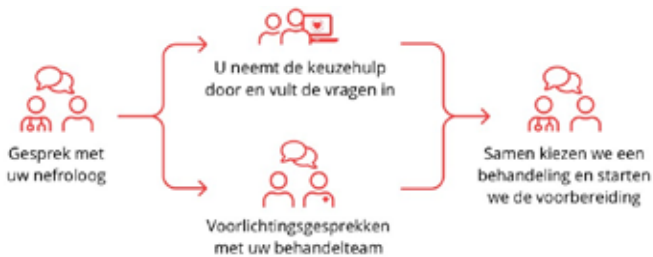 Gesprek met
uw nefroloog
U neemt de keuzehulp
door en vult de vragen in
Voorlichtingsgesprekken
met uw behandelteam
Samen kiezen we een
behandeling en starten
we de voorbereiding